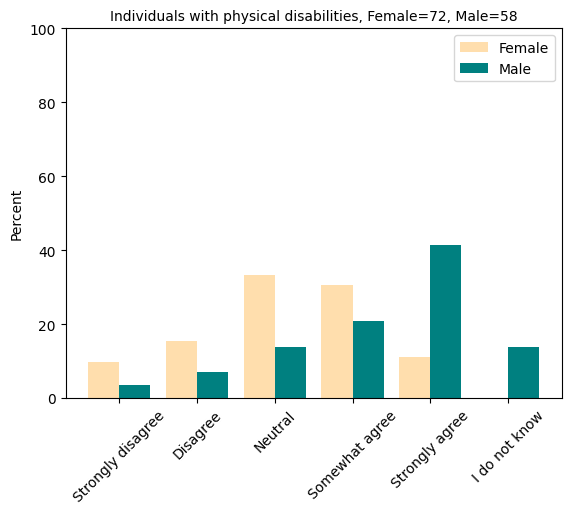 Individuals with physical disabilities, Female=72, Male=58
Female
Male
Percent
100
80
60
40
20
0
Strongly disagree
Disagree
Neutral
Somewhat agree
Strongly agree
I do not know